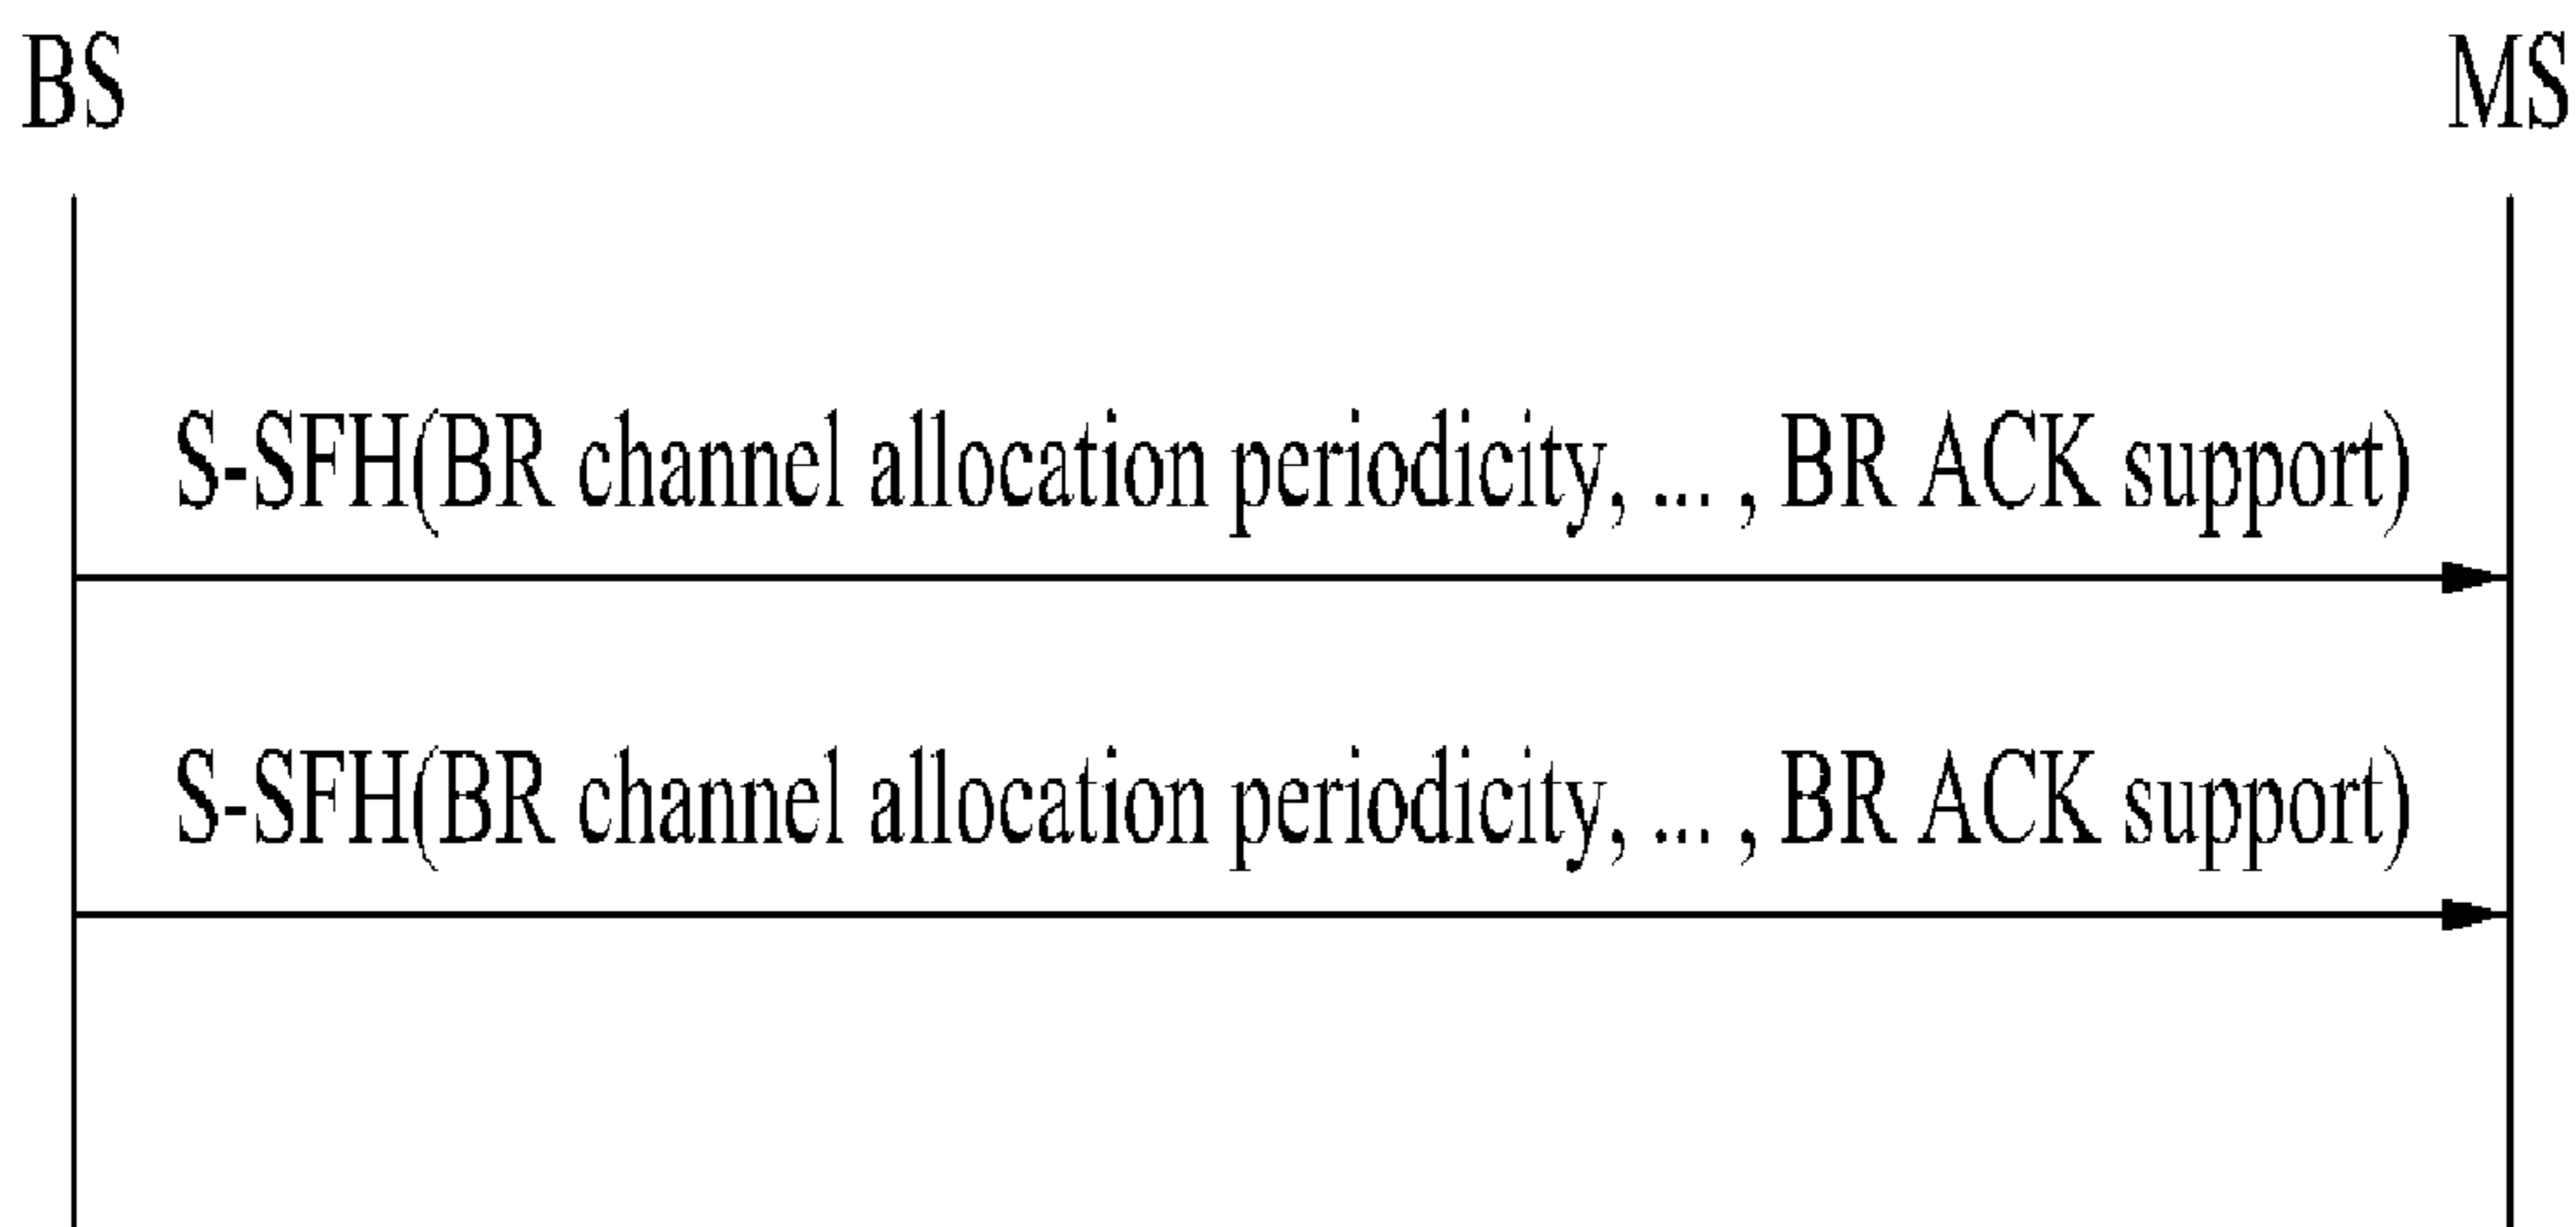 BS MS
S-SFH(BR channel allocation periodicity, ... , BR ACK support)
S-SFH(BR channel allocation periodicity, ... , BR ACK support)